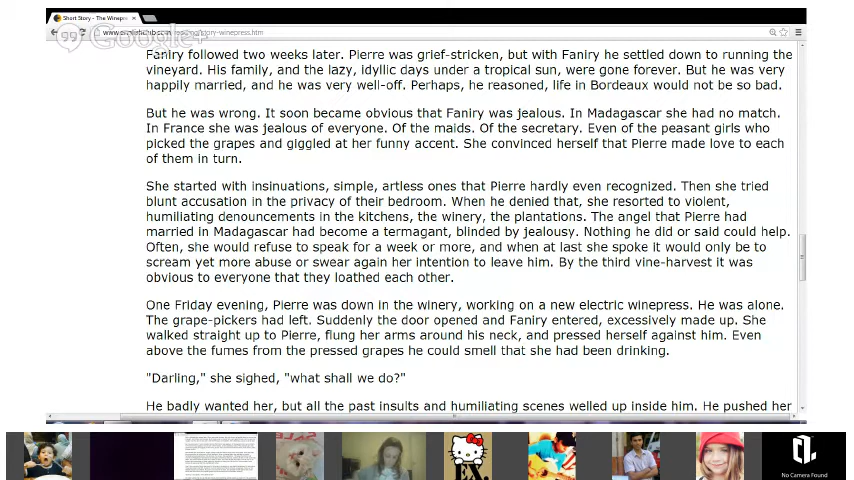 Short Story - The Winepre
www.eastoftheweb.com
Google+
Faniry followed two weeks later. Pierre was grief-stricken, but with Faniry he settled down to running the
vineyard. His family, and the lazy, idyllic days under a tropical sun, were gone forever. But he was very
happily married, and he was very well-off. Perhaps, he reasoned, life in Bordeaux would not be so bad.
But he was wrong. It soon became obvious that Faniry was jealous. In Madagascar she had no match.
In France she was jealous of everyone. Of the maids. Of the secretary. Even of the peasant girls who
picked the grapes and giggled at her funny accent. She convinced herself that Pierre made love to each
of them in turn.
She started with insinuations, simple, artless ones that Pierre hardly even recognized. Then she tried
blunt accusation in the privacy of their bedroom. When he denied that, she resorted to violent,
humiliating denouncements in the kitchens, the winery, the plantations. The angel that Pierre had
married in Madagascar had become a termagant, blinded by jealousy. Nothing he did or said could help.
Often, she would refuse to speak for a week or more, and when at last she spoke it would only be to
scream yet more abuse or swear again her intention to leave him. By the third vine-harvest it was
obvious to everyone that they loathed each other.
One Friday evening, Pierre was down in the winery, working on a new electric winepress. He was alone.
The grape-pickers had left. Suddenly the door opened and Faniry entered, excessively made up. She
walked straight up to Pierre, flung her arms around his neck, and pressed herself against him. Even
above the fumes from the pressed grapes he could smell that she had been drinking.
"Darling," she sighed, "what shall we do?"
He badly wanted her, but all the past insults and humiliating scenes welled up inside him. He pushed her
No Camera Found